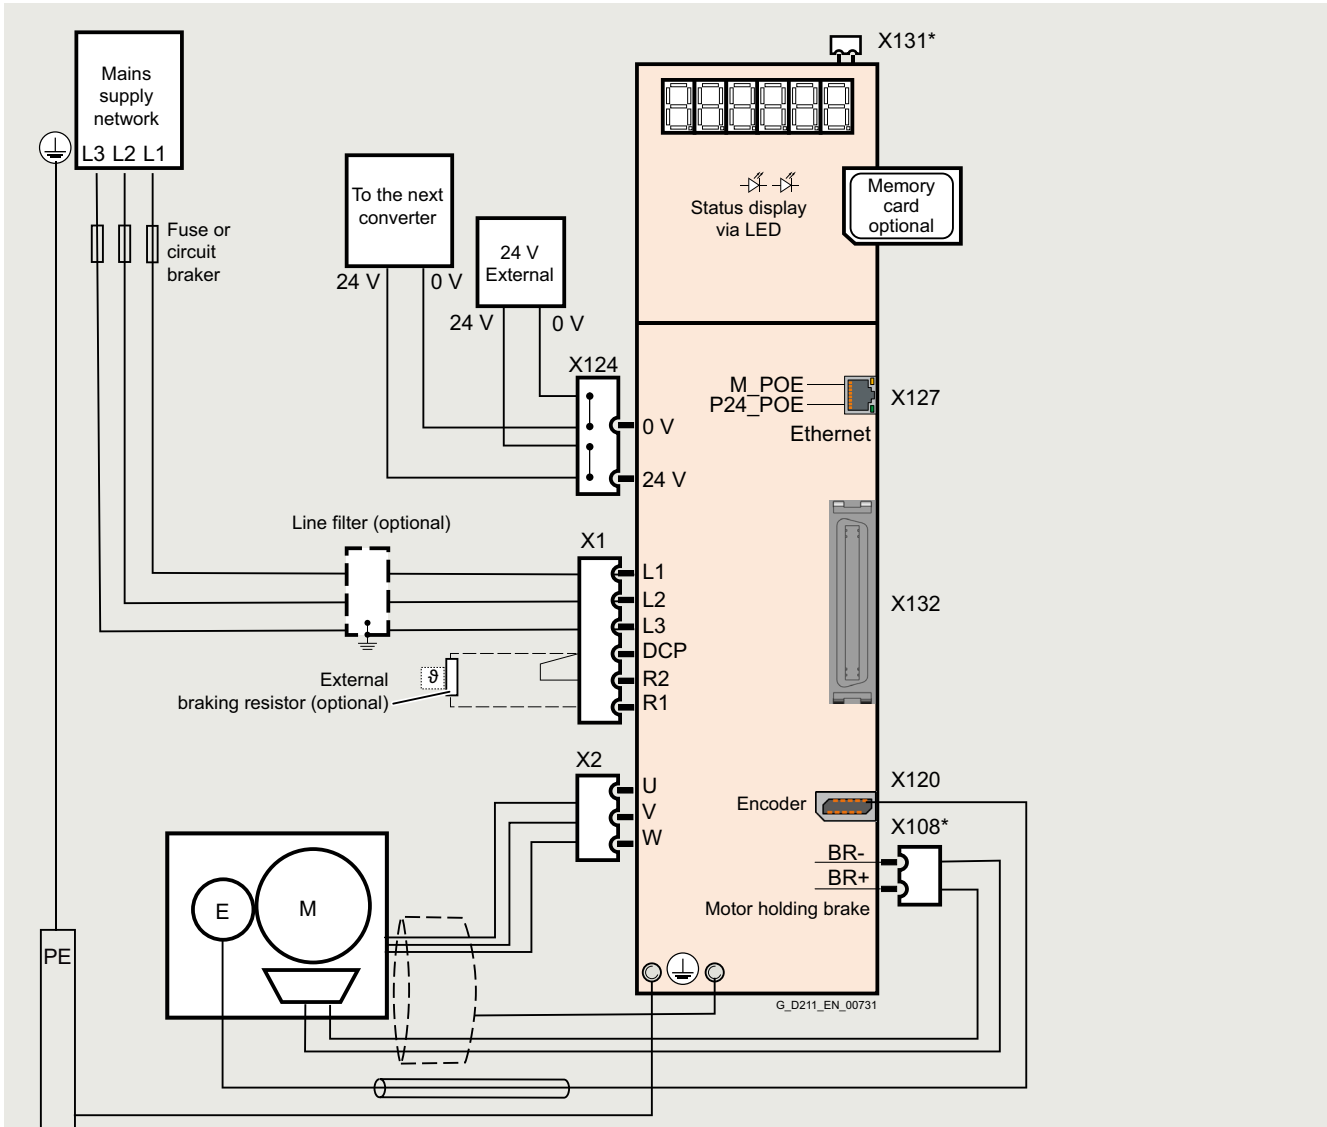 X131*
Mains
supply
network
L3 L2 L1
Fuse or
circuit
braker
To the next
converter
24 V
0 V
24 V
External
24 V
0 V
Status display
via LED
Memory
card
optional
X124
0 V
24 V
M_POE
P24_POE
Ethernet
X127
Line filter (optional)
X1
L1
L2
L3
DCP
R2
R1
X132
ϑ
External
braking resistor (optional)
X2
U
V
W
Encoder
X120
X108*
BR-
BR+
Motor holding brake
E
M
PE
G_D211_EN_00731